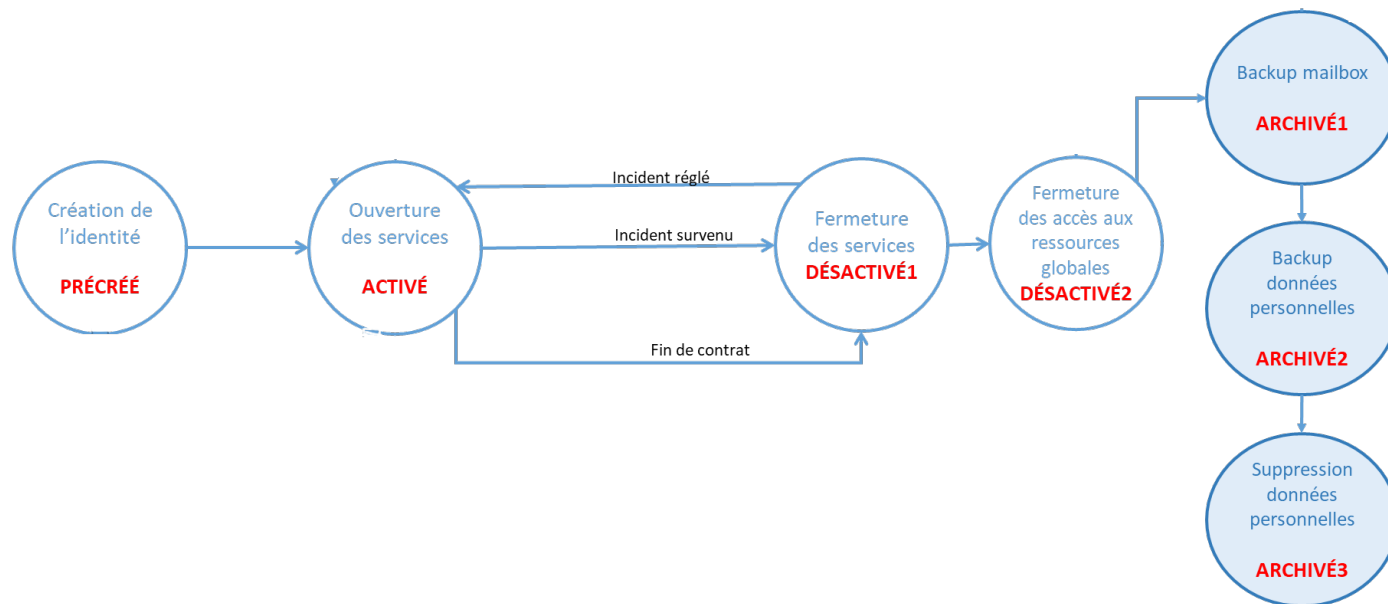 Création de
l'identité
PRÉCRÉÉ
Ouverture
des services
ACTIVÉ
Incident réglé
Incident survenu
Fin de contrat
Fermeture
des services
DÉSACTIVÉ1
Fermeture
des accès aux
ressources
globales
DÉSACTIVÉ2
Backup mailbox
ARCHIVÉ1
Backup
données
personnelles
ARCHIVÉ2
Suppression
données
personnelles
ARCHIVÉ3